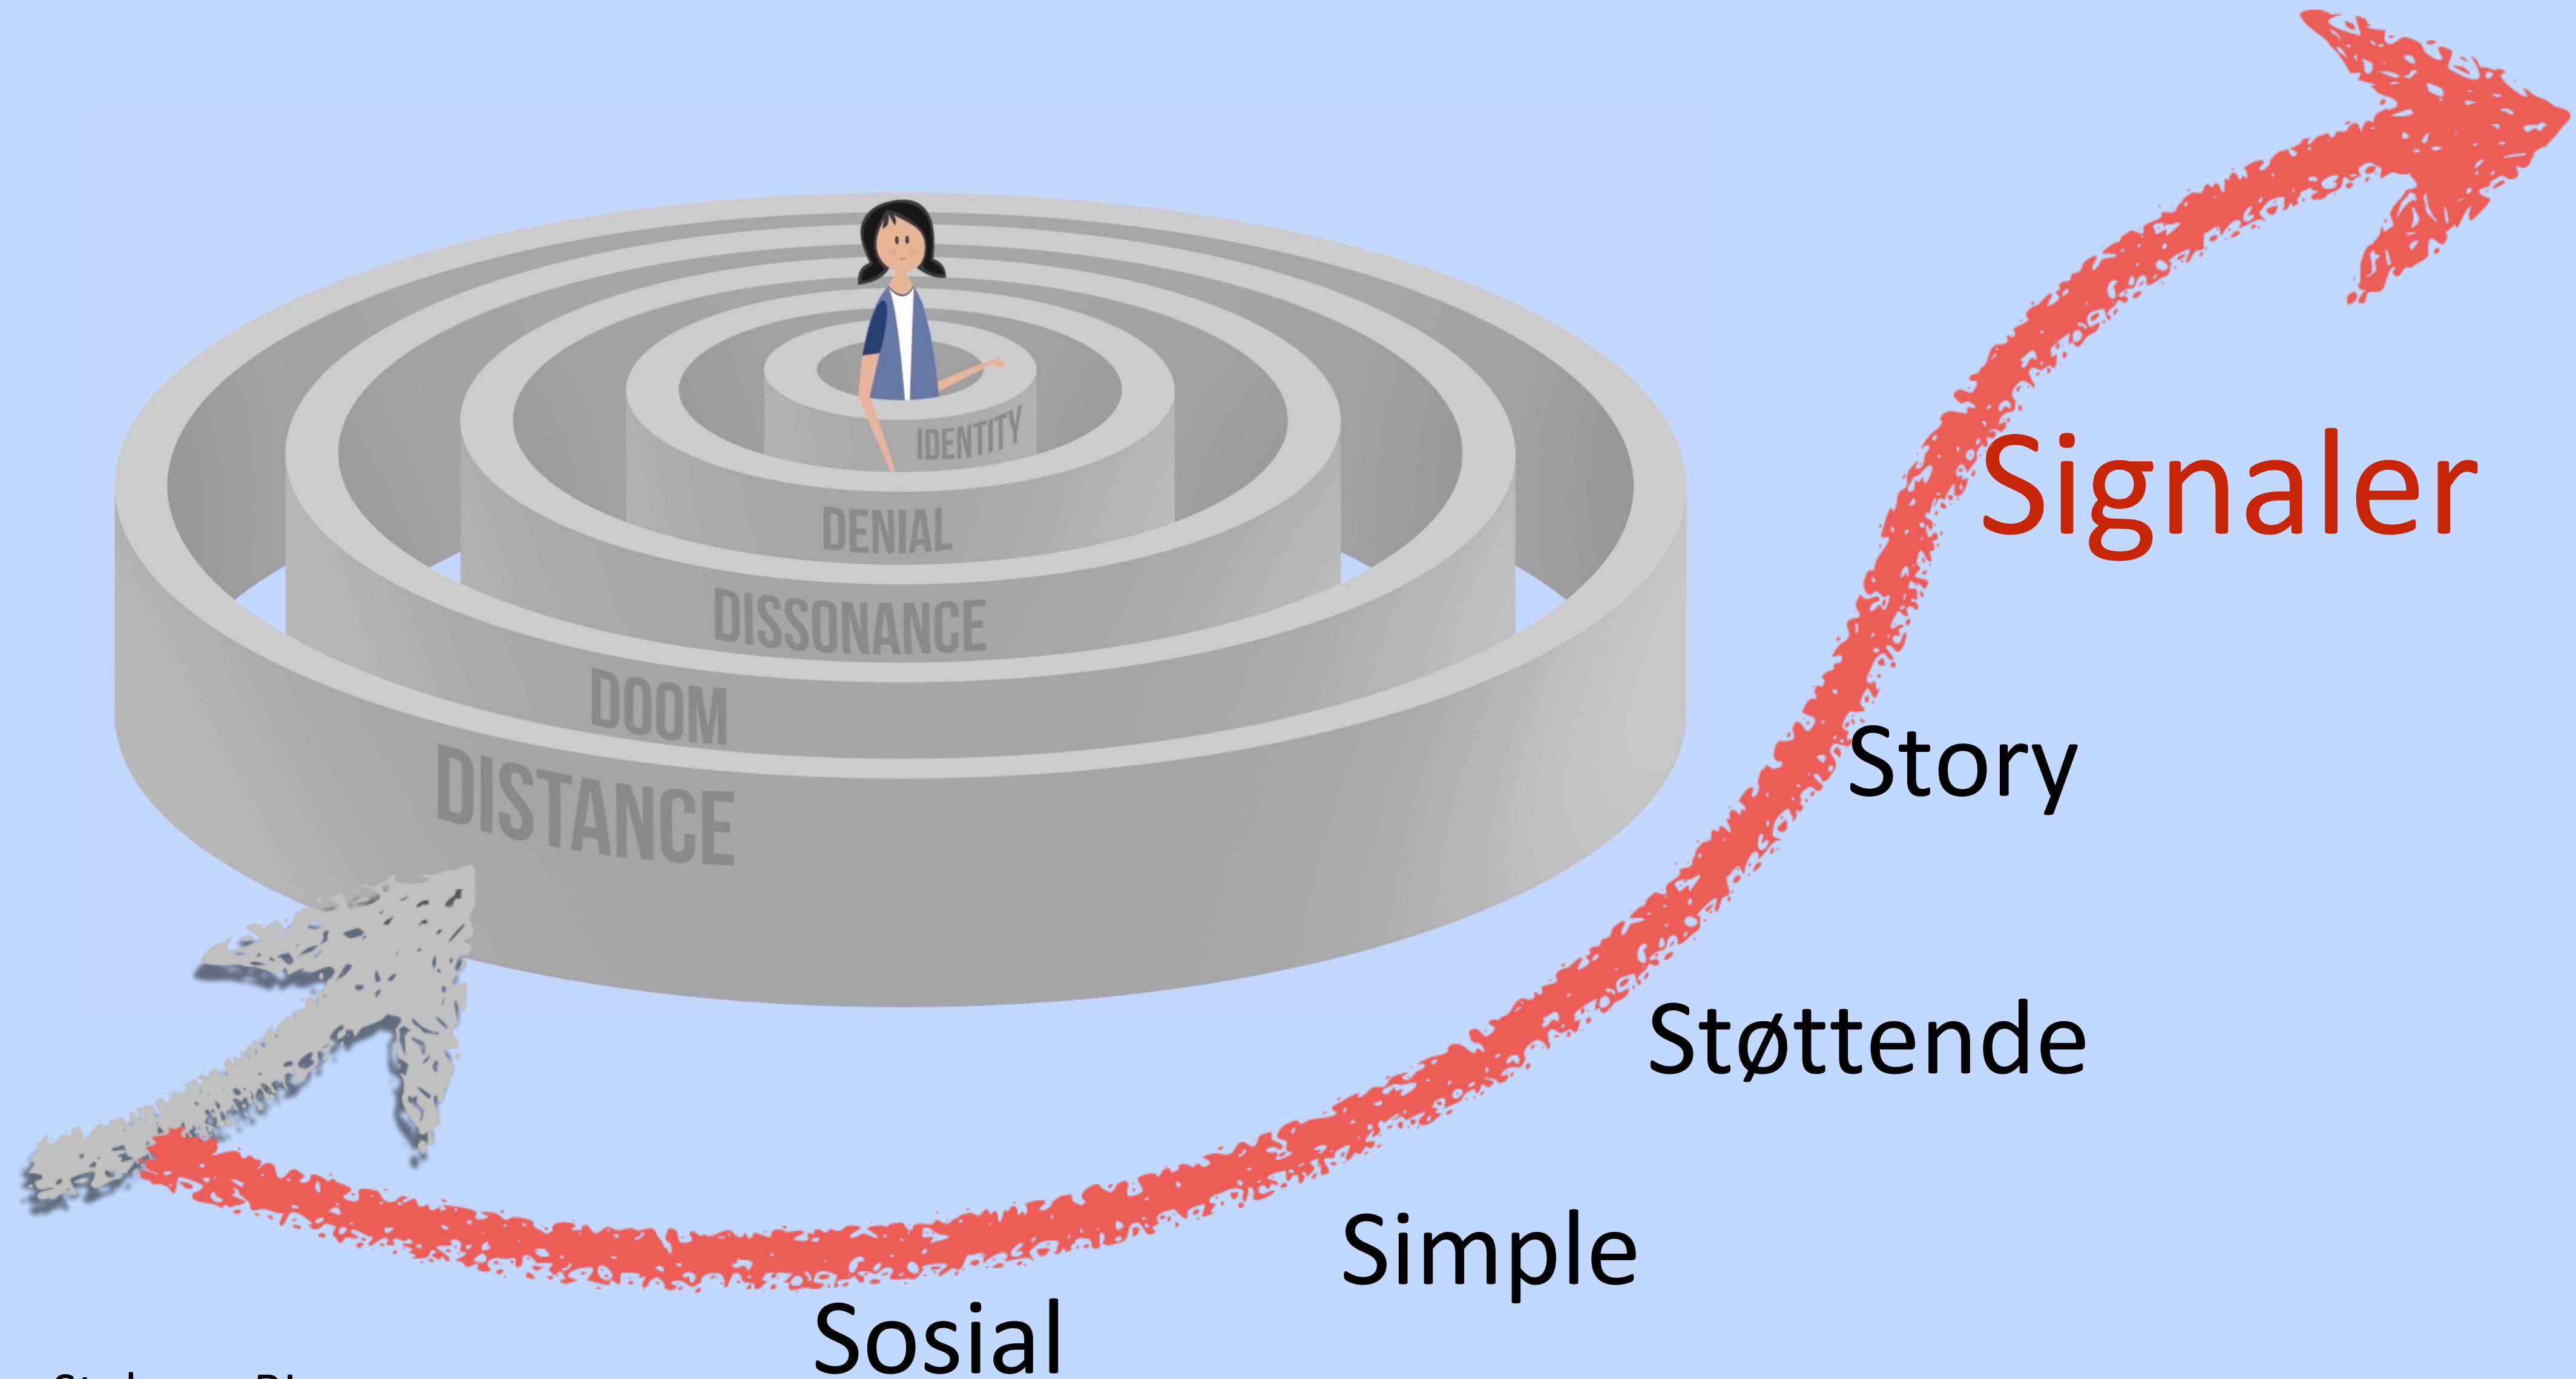 IDENTITY
DENIAL
DISSONANCE
DOOM
DISTANCE
Signaler
Story
Støttende
Simple
Sosial